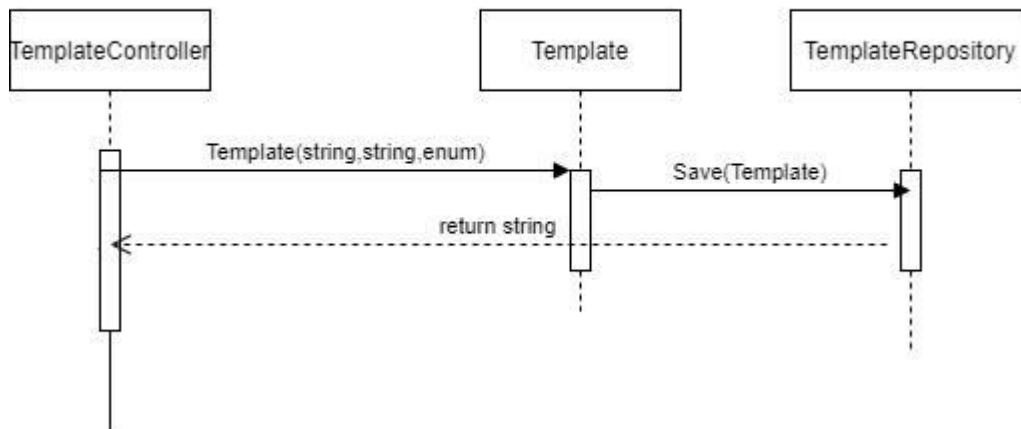 TemplateController
Template
TemplateRepository
Template(string,string,enum)
Save(Template)
return string